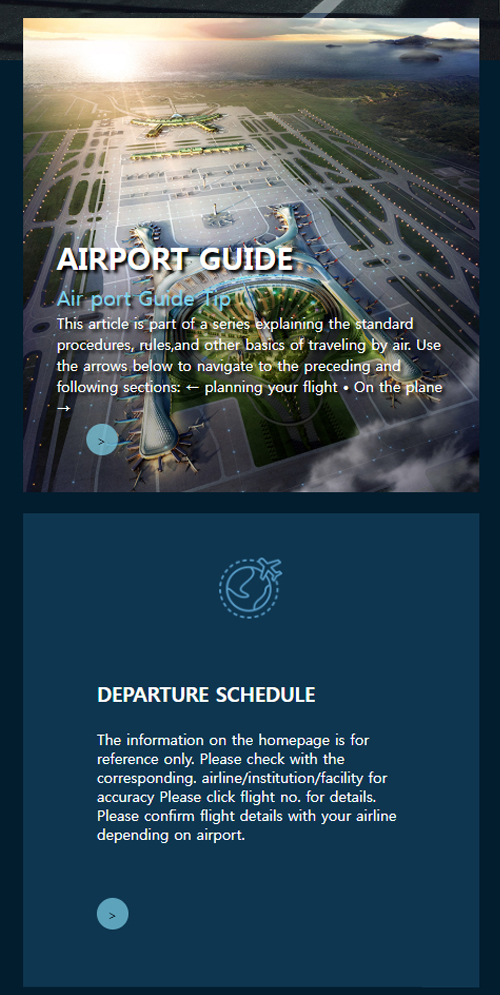 AIRPORT GUIDE
Air port Guide Tip
This article is part of a series explaining the standard
procedures, rules,and other basics of traveling by air. Use
the arrows below to navigate to the preceding and
following sections: ← planning your flight • On the plane
→
>
DEPARTURE SCHEDULE
The information on the homepage is for
reference only. Please check with the
corresponding. airline/institution/facility for
accuracy Please click flight no. for details.
Please confirm flight details with your airline
depending on airport.
>